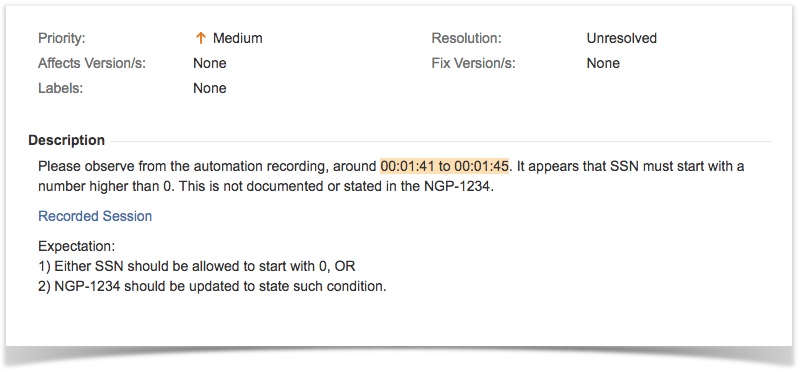 Priority: Medium Resolution: Unresolved
Affects Version/s: None Fix Version/s: None
Labels: None
Description
Please observe from the automation recording, around 00:01:41 to 00:01:45. It appears that SSN must start with a
number higher than 0. This is not documented or stated in the NGP-1234.
Recorded Session
Expectation:
1) Either SSN should be allowed to start with 0, OR
2) NGP-1234 should be updated to state such condition.